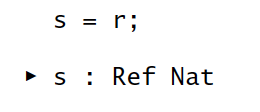 s = r;
▸ s : Ref Nat